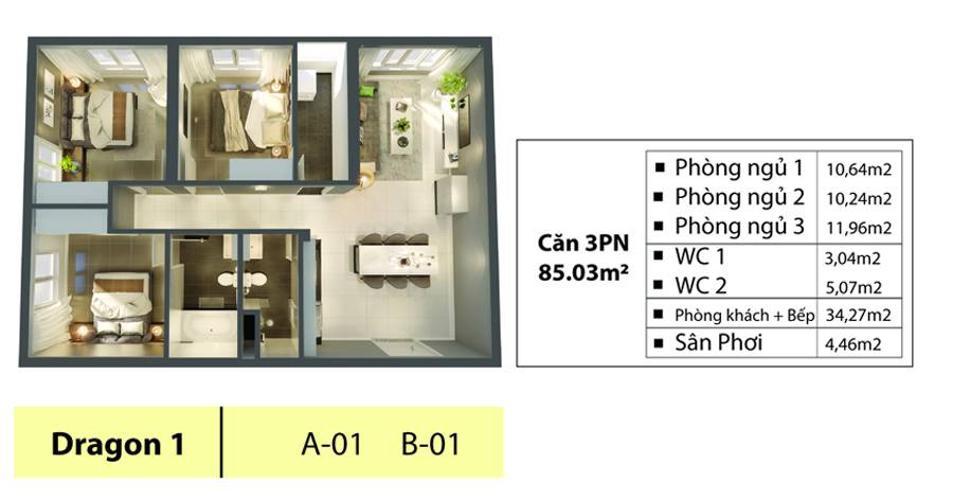 Căn 3PN
85.03m²
▪ Phòng ngủ 1 10,64m2
▪ Phòng ngủ 2 10,24m2
▪ Phòng ngủ 3 11,96m2
▪ WC 1 3,04m2
▪ WC 2 5,07m2
▪ Phòng khách + Bếp 34,27m2
▪ Sân Phơi 4,46m2
Dragon 1 A-01 B-01